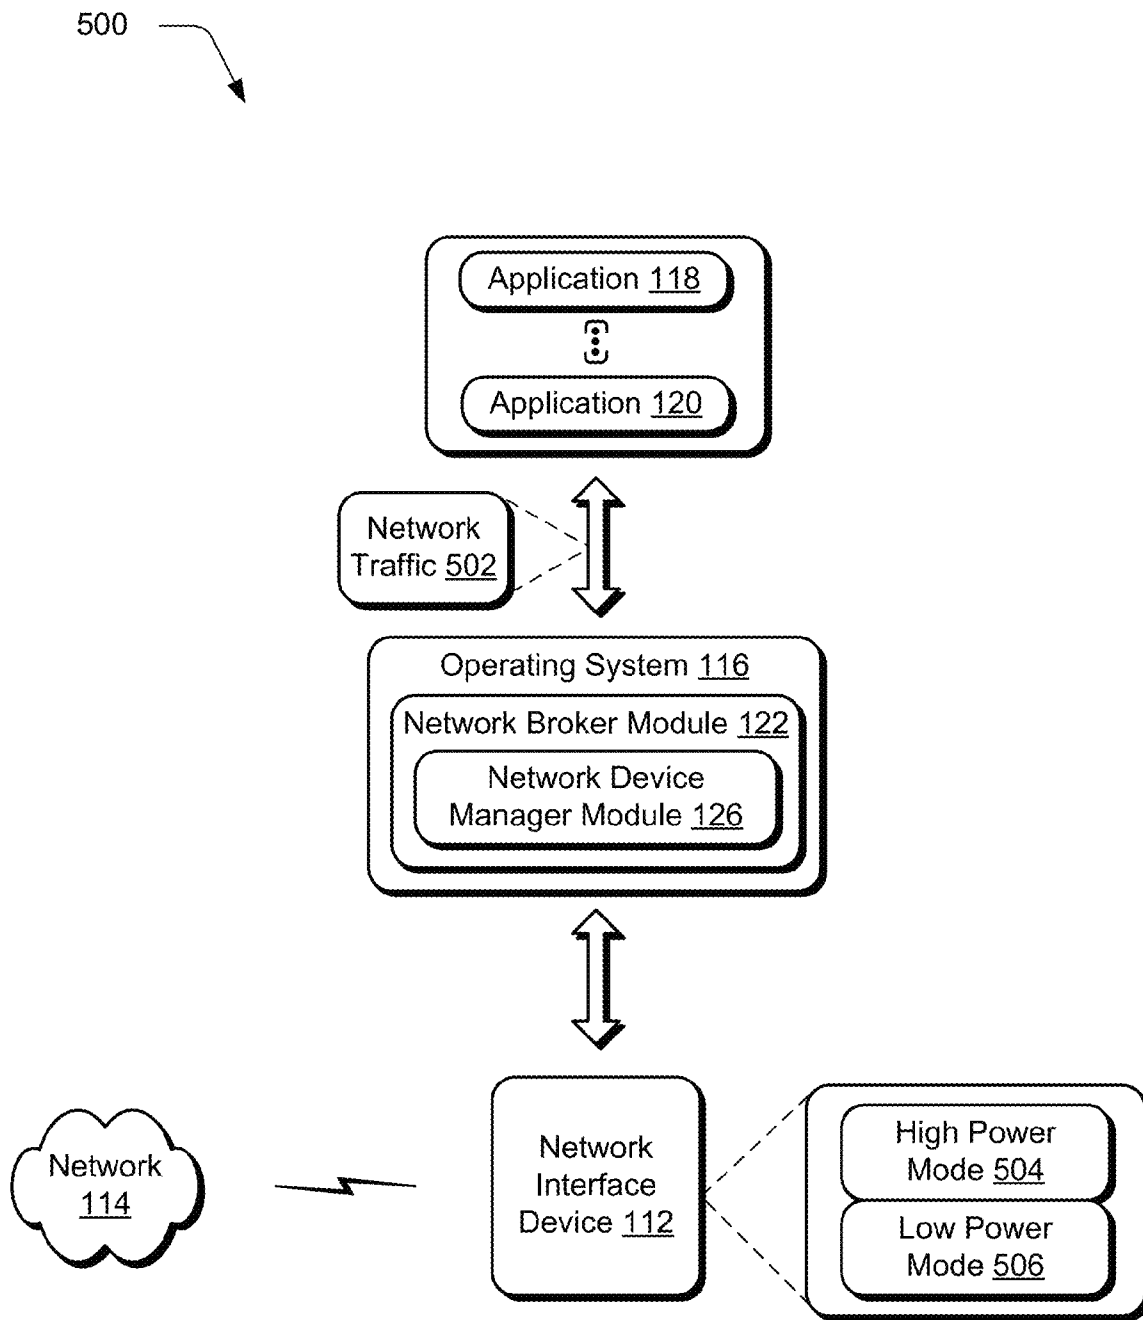 500
Application 118
Application 120
Network
Traffic 502
Operating System 116
Network Broker Module 122
Network Device
Manager Module 126
Network
114
Network
Interface
Device 112
High Power
Mode 504
Low Power
Mode 506